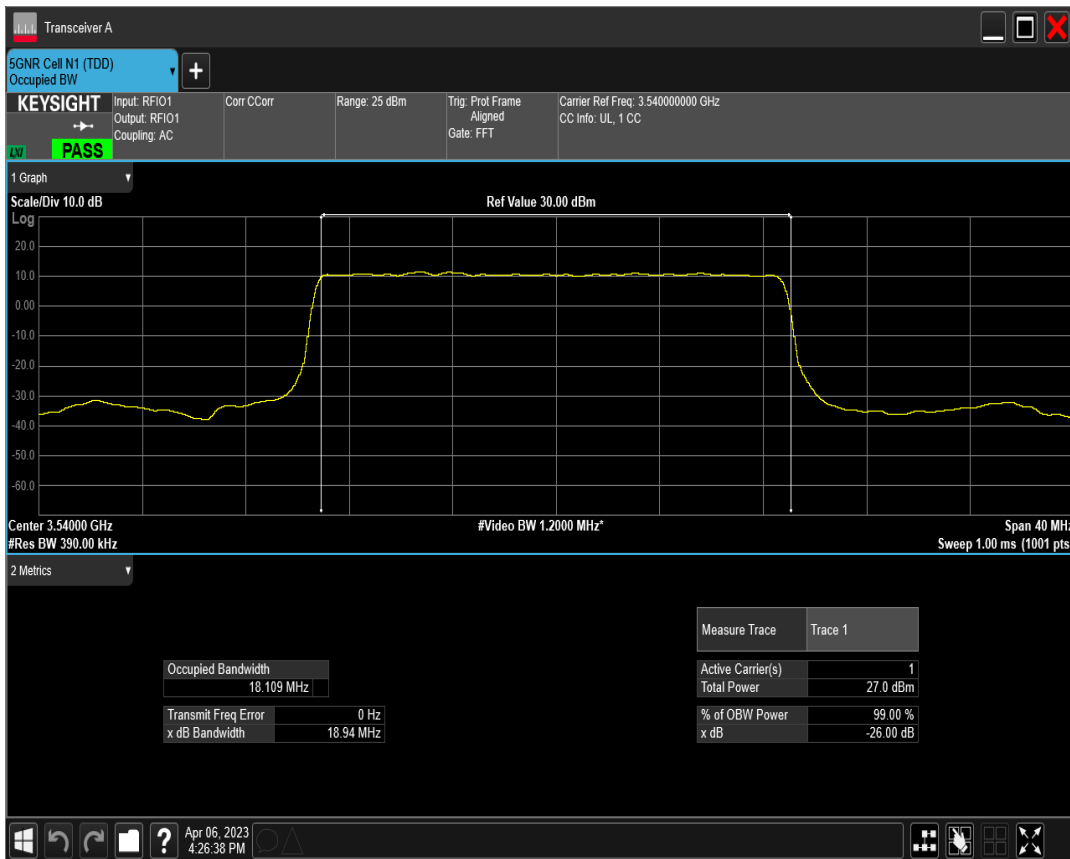 Transceiver A
5GNR Cell N1 (TDD)
Occupied BW
+
KEYSIGHT
LXI
PASS
Input: RFIO1
Output: RFIO1
Coupling: AC
Corr CCorr
Range: 25 dBm
Trig: Prot Frame
Aligned
Gate: FFT
Carrier Ref Freq: 3.540000000 GHz
CC Info: UL, 1 CC
1 Graph
Scale/Div 10.0 dB
Ref Value 30.00 dBm
Log
20.0
10.0
0.00
-10.0
-20.0
-30.0
-40.0
-50.0
-60.0
Center 3.54000 GHz
#Video BW 1.2000 MHz*
Span 40 MHz
#Res BW 390.00 kHz
Sweep 1.00 ms (1001 pts
2 Metrics
Measure Trace Trace 1
Occupied Bandwidth
18.109 MHz
Active Carrier(s) 1
Total Power 27.0 dBm
Transmit Freq Error 0 Hz
x dB Bandwidth 18.94 MHz
% of OBW Power 99.00 %
x dB -26.00 dB
?
Apr 06, 2023
4:26:38 PM